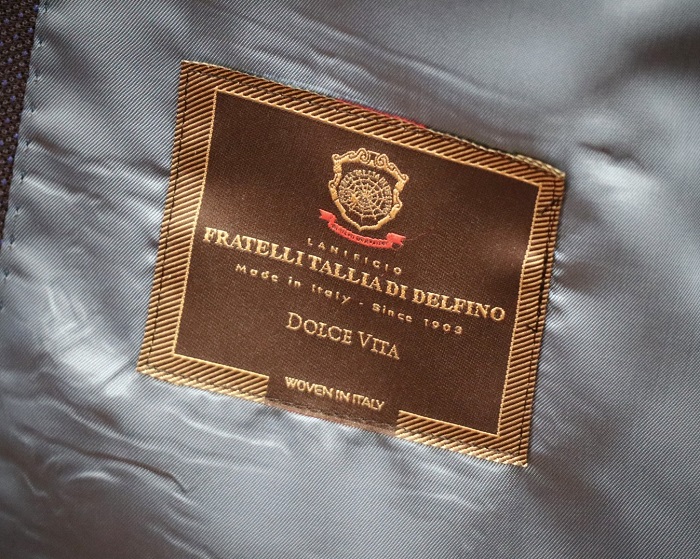 LANIFICIO
FRATELLI TALLIA DI DELFINO
Made in Italy - Since 1903
DOLCE VITA
WOVEN IN ITALY